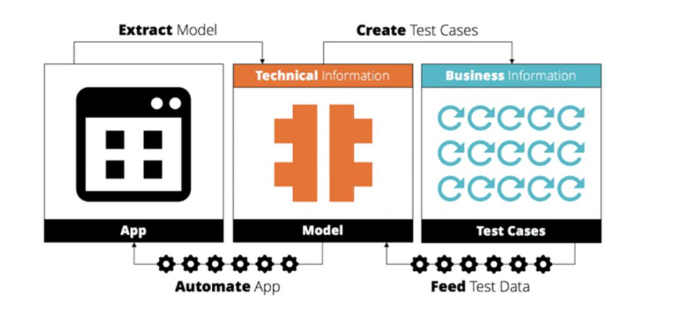 Extract Model
Create Test Cases
Technical Information
Business Information
App
Model
Test Cases
Automate App
Feed Test Data